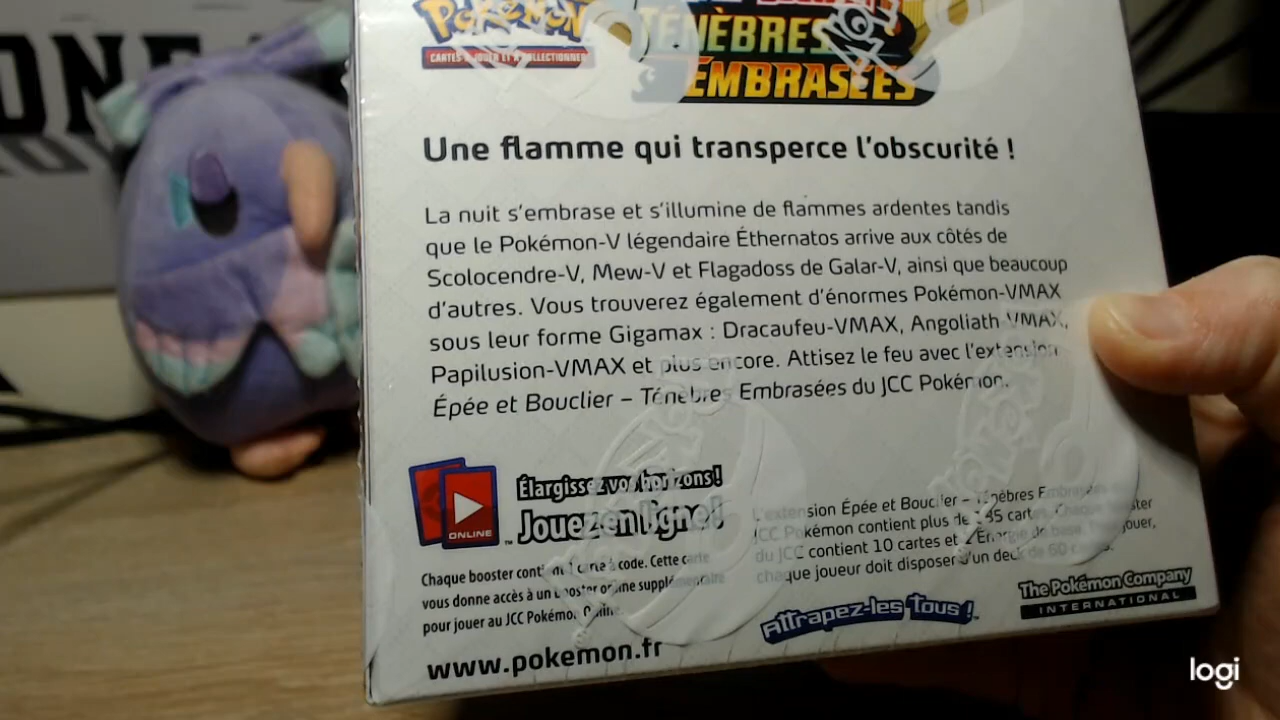 POKÉMON
CARTES À JOUER ET À COLLECTIONNER
TÉNÈBRES
EMBRASÉES
Une flamme qui transperce l'obscurité !
La nuit s'embrase et s'illumine de flammes ardentes tandis
que le Pokémon-V légendaire Éthernatos arrive aux côtés de
Scolocendre-V, Mew-V et Flagadoss de Galar-V, ainsi que beaucoup
d'autres. Vous trouverez également d'énormes Pokémon-VMAX
sous leur forme Gigamax : Dracaufeu-VMAX, Angoliath VMAX,
Papilusion-VMAX et plus encore. Attisez le feu avec l'extension
Épée et Bouclier – Ténèbres Embrasées du JCC Pokémon.
Élargissez vos horizons !
Jouez en ligne !
ONLINE
Chaque booster contient 1 carte à code. Cette carte
vous donne accès à un booster online supplémentaire
pour jouer au JCC Pokémon Online.
www.pokemon.fr
L'extension Épée et Bouclier – Ténèbres Embrasées
JCC Pokémon contient plus de 185 cartes. Chaque booster
du JCC contient 10 cartes et 1 Énergie de base. Pour jouer,
chaque joueur doit disposer d'un deck de 60 cartes.
Attrapez-les Tous !
The Pokémon Company
INTERNATIONAL
logi